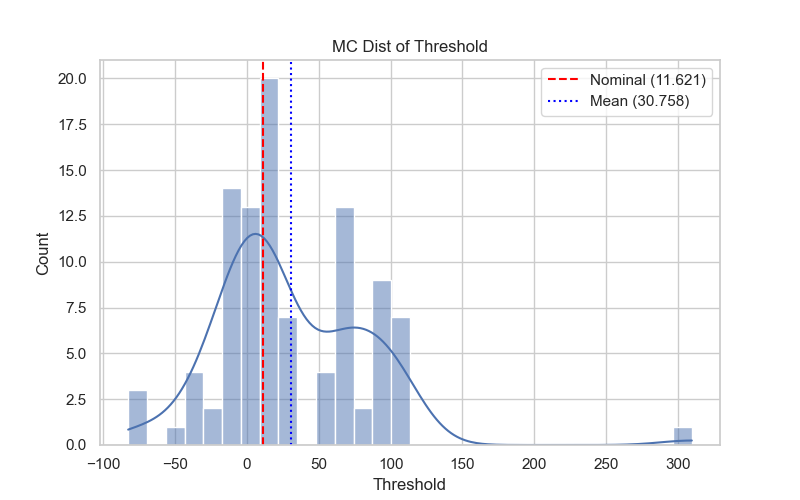 MC Dist of Threshold
Nominal (11.621)
Mean (30.758)
20.0
17.5
15.0
12.5
10.0
7.5
5.0
2.5
0.0
Count
−100 −50 0 50 100 150 200 250 300
Threshold